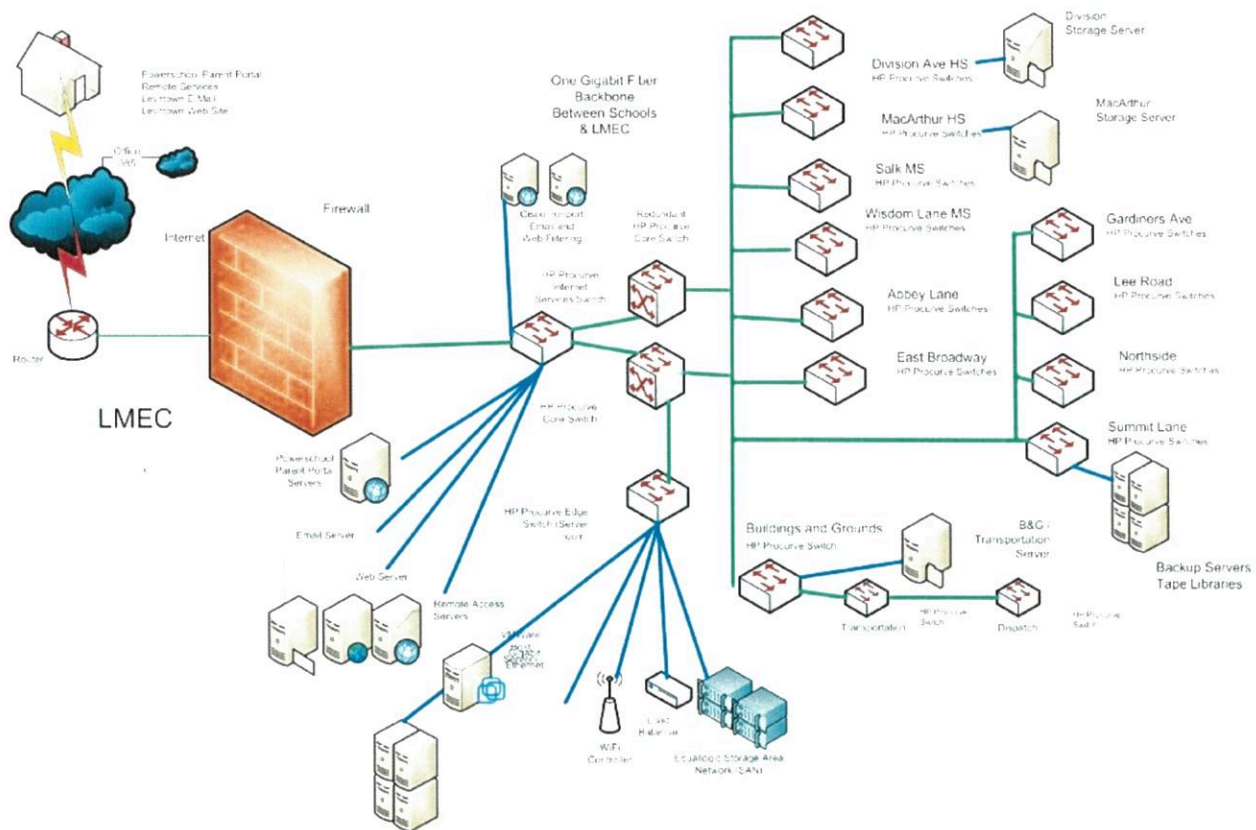 Powerschool Parent Portal
Remote Services
Levittown E-Mail
Levittown Web Site
Office
365
Internet
Firewall
Router
LMEC
One Gigabit Fiber
Backbone
Between Schools
& LMEC
Email and
Web Filtering
Redundant
HP Procurve
Core Switch
HP Procurve
Internet
Services Switch
HP Procurve
Core Switch
Powerschool
Parent Portal
Servers
Email Server
Web Server
Remote Access
Servers
HP Procurve Edge
Switch (Server
VMware
Ethernet
WiFi
Controller
Balancer
Equallogic Storage Area
Network (SAN)
Division
Storage Server
Division Ave HS
HP Procurve Switches
MacArthur HS
HP Procurve Switches
MacArthur
Storage Server
Salk MS
HP Procurve Switches
Wisdom Lane MS
HP Procurve Switches
Abbey Lane
HP Procurve Switches
East Broadway
HP Procurve Switches
Gardiners Ave
HP Procurve Switches
Lee Road
HP Procurve Switches
Northside
HP Procurve Switches
Summit Lane
HP Procurve Switches
Backup Servers
Tape Libraries
Buildings and Grounds
HP Procurve Switch
B&G /
Transportation
Server
Transportation
HP Procurve
Switch
Dispatch
HP Procurve
Switch